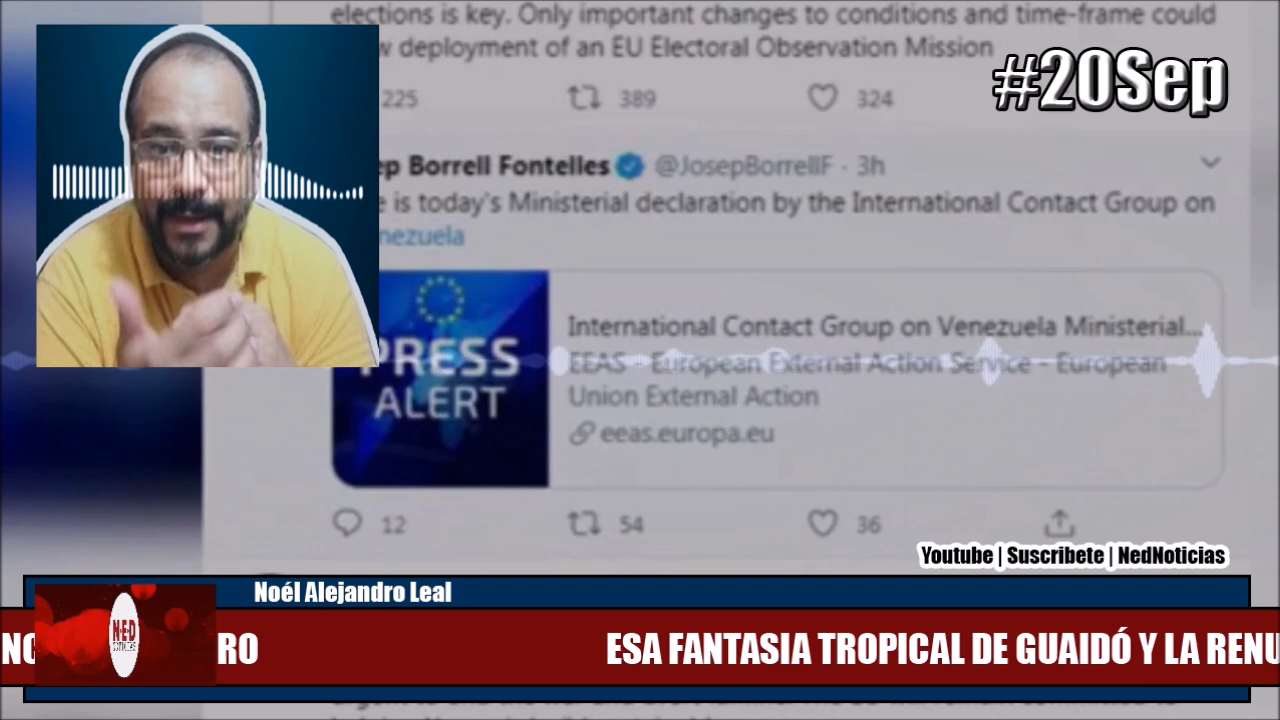 elections is key. Only important changes to conditions and time-frame could
w deployment of an EU Electoral Observation Mission
225 389 324
#20Sep
ep Borrell Fontelles @JosepBorrellF · 3h
e is today's Ministerial declaration by the International Contact Group on
nezuela
PRESS
ALERT
International Contact Group on Venezuela Ministerial...
EEAS - European External Action Service - European
Union External Action
eeas.europa.eu
12 54 36
Youtube | Suscribete | NedNoticias
Noél Alejandro Leal
N·E·D
NOTICIAS
RO
ESA FANTASIA TROPICAL DE GUAIDÓ Y LA RENU